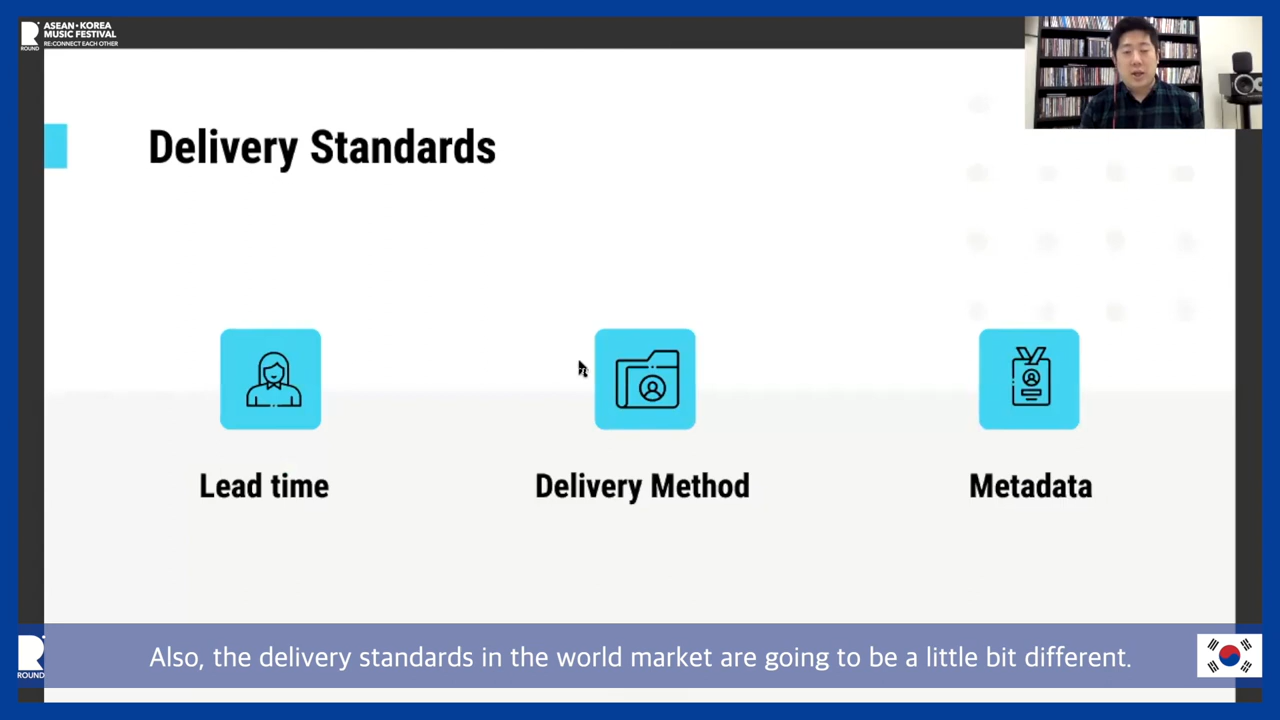 ASEAN•KOREA
MUSIC FESTIVAL
RE:CONNECT EACH OTHER
R
ROUND
Delivery Standards
Lead time
Delivery Method
Metadata
R
ROUND
Also, the delivery standards in the world market are going to be a little bit different.